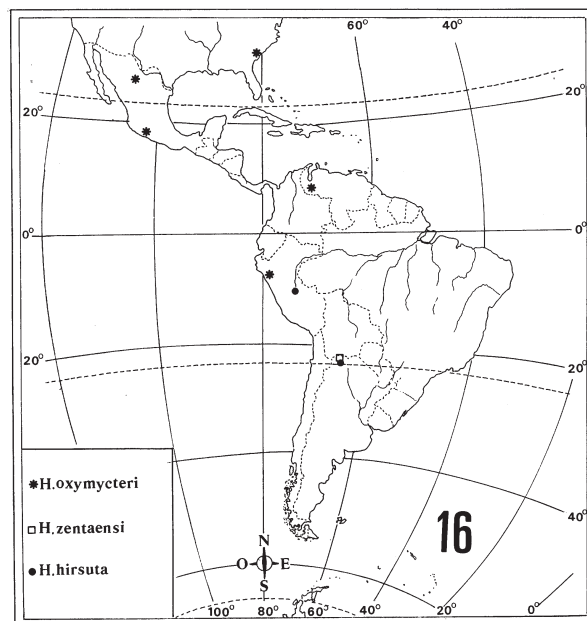 60° 40°
20° 20°
0° 0°
20° 20°
✷ H.oxymycteri
□ H.zentaensi
● H.hirsuta
40°
16
N
O E
S
100° 80° 60° 40° 20° 0°